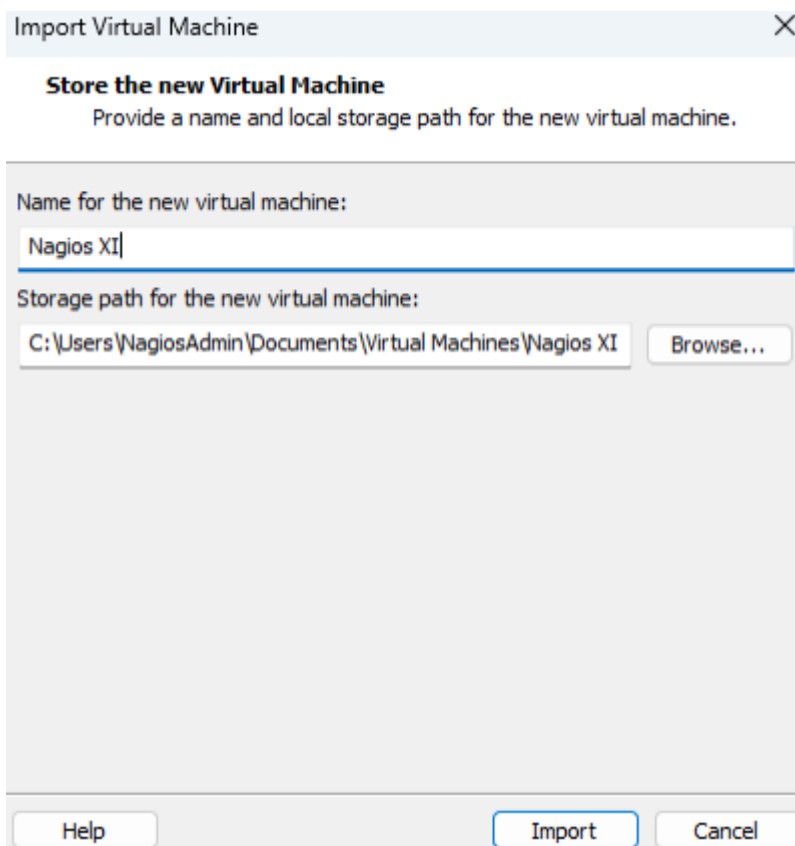 Import Virtual Machine
Store the new Virtual Machine
Provide a name and local storage path for the new virtual machine.
Name for the new virtual machine:
Nagios XI
Storage path for the new virtual machine:
C:\Users\NagiosAdmin\Documents\Virtual Machines\Nagios XI
Browse...
Help
Import
Cancel